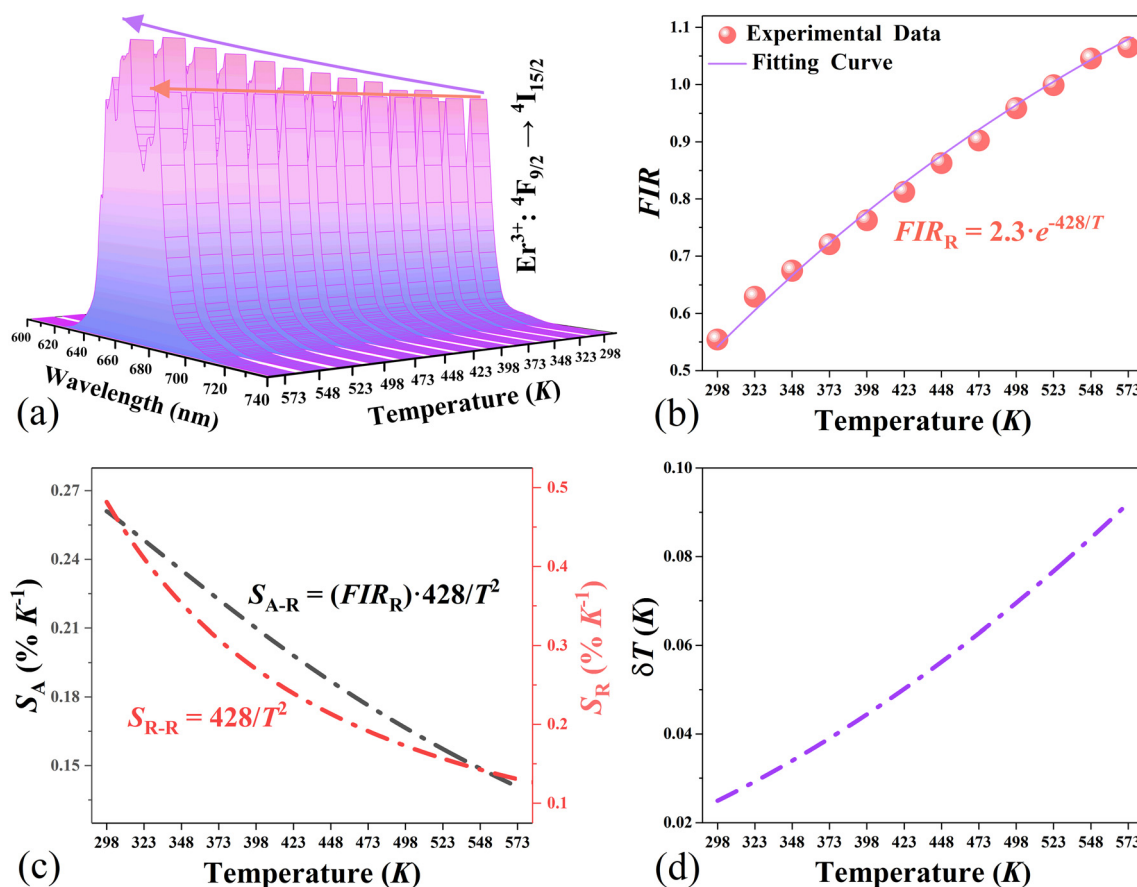 Er³⁺: ⁴F₉/₂ → ⁴I₁₅/₂
600
620
640
660
680
700
720
740
Wavelength (nm)
573
548
523
498
473
448
423
398
373
348
323
298
Temperature (K)
(a)
1.1
1.0
0.9
0.8
0.7
0.6
0.5
FIR
Experimental Data
Fitting Curve
FIR_R = 2.3·e^-428/T
298 323 348 373 398 423 448 473 498 523 548 573
Temperature (K)
(b)
0.27
0.24
0.21
0.18
0.15
S_A (% K⁻¹)
S_A-R = (FIR_R)·428/T²
S_R-R = 428/T²
0.5
0.4
0.3
0.2
0.1
S_R (% K⁻¹)
298 323 348 373 398 423 448 473 498 523 548 573
Temperature (K)
(c)
0.10
0.08
0.06
0.04
0.02
δT (K)
298 323 348 373 398 423 448 473 498 523 548 573
Temperature (K)
(d)